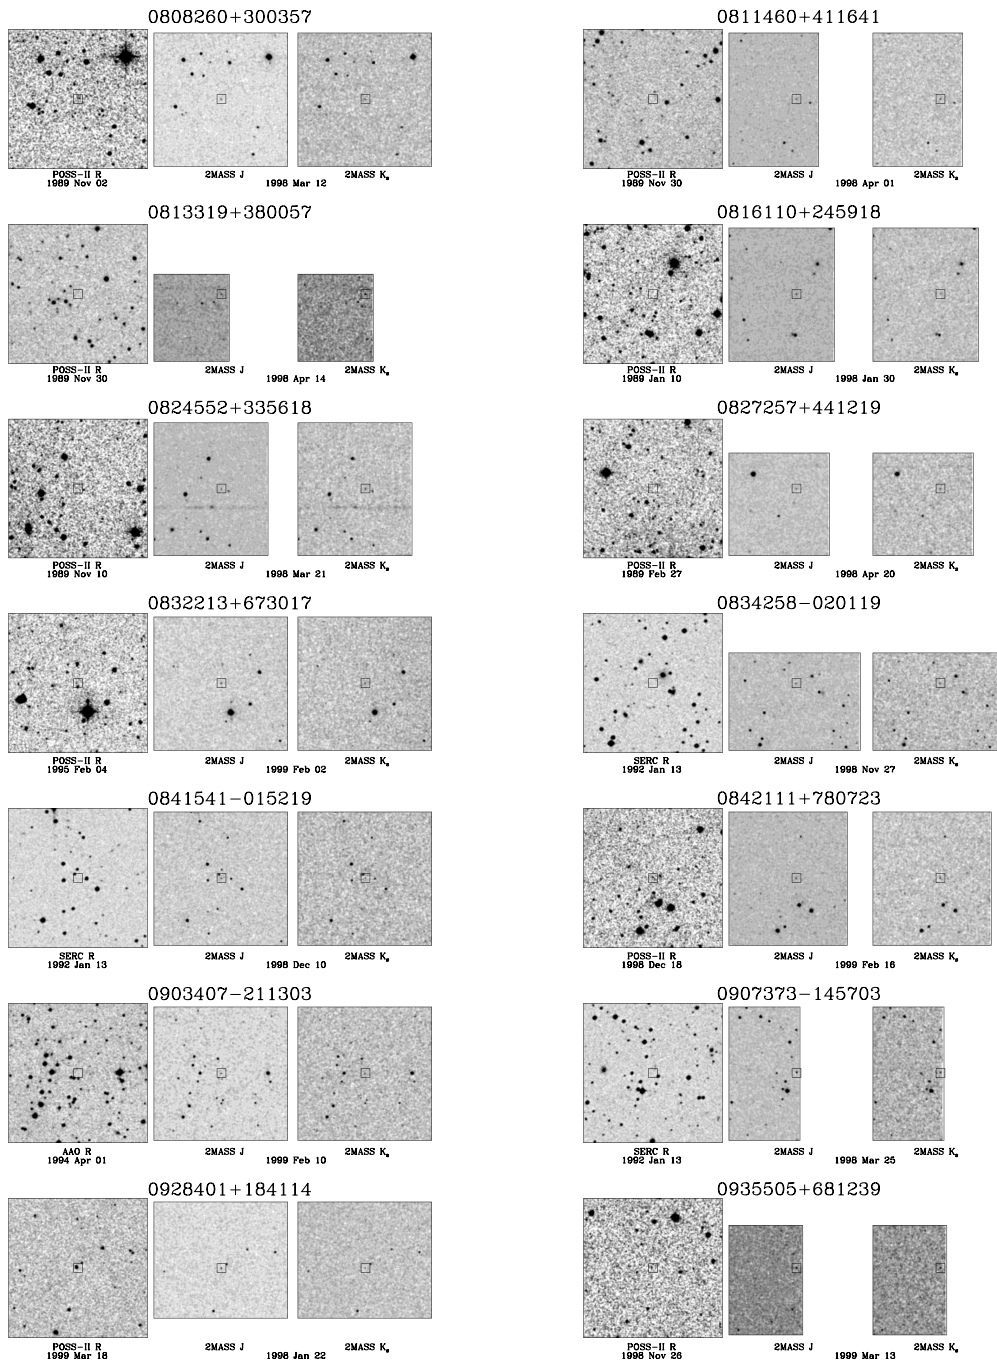 0808260+300357
POSS-II R
1989 Nov 02
2MASS J
1998 Mar 12
2MASS Ks
0811460+411641
POSS-II R
1989 Nov 30
2MASS J
1998 Apr 01
2MASS Ks
0813319+380057
POSS-II R
1989 Nov 30
2MASS J
1998 Apr 14
2MASS Ks
0816110+245918
POSS-II R
1989 Jan 10
2MASS J
1998 Jan 30
2MASS Ks
0824552+335618
POSS-II R
1989 Nov 10
2MASS J
1998 Mar 21
2MASS Ks
0827257+441219
POSS-II R
1989 Feb 27
2MASS J
1998 Apr 20
2MASS Ks
0832213+673017
POSS-II R
1995 Feb 04
2MASS J
1999 Feb 02
2MASS Ks
0834258-020119
SERC R
1992 Jan 13
2MASS J
1998 Nov 27
2MASS Ks
0841541-015219
SERC R
1992 Jan 13
2MASS J
1998 Dec 10
2MASS Ks
0842111+780723
POSS-II R
1998 Dec 18
2MASS J
1999 Feb 16
2MASS Ks
0903407-211303
AAO R
1994 Apr 01
2MASS J
1999 Feb 10
2MASS Ks
0907373-145703
SERC R
1992 Jan 13
2MASS J
1998 Mar 25
2MASS Ks
0928401+184114
POSS-II R
1999 Mar 18
2MASS J
1998 Jan 22
2MASS Ks
0935505+681239
POSS-II R
1998 Nov 26
2MASS J
1999 Mar 13
2MASS Ks